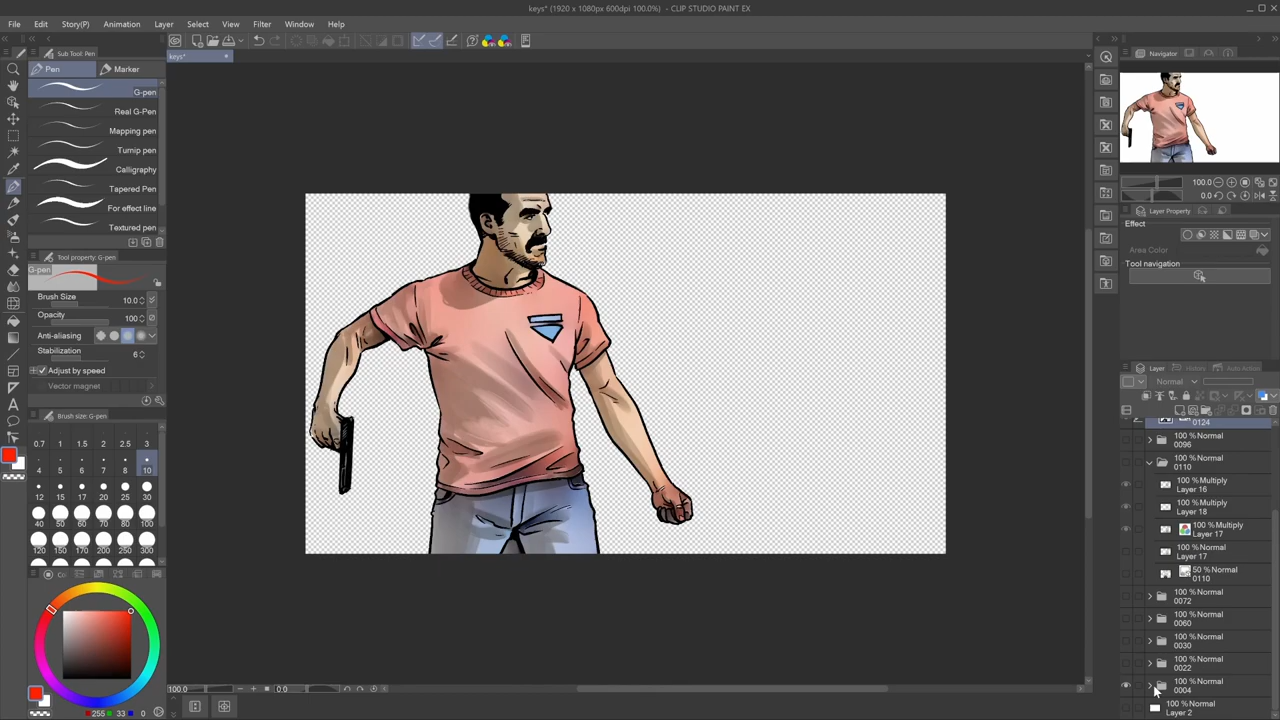 keys* (1920 x 1080px 600dpi 100.0%) - CLIP STUDIO PAINT EX
File Edit Story(P) Animation Layer Select View Filter Window Help
Sub Tool: Pen
keys*
Navigator
Pen Marker
G-pen
Real G-Pen
Mapping pen
Turnip pen
Calligraphy
Tapered Pen
For effect line
Textured pen
100.0
0.0
Layer Property
Effect
Area Color
Tool navigation
Tool property: G-pen
G-pen
Brush Size 10.0
Opacity 100
Anti-aliasing
Stabilization 6
Adjust by speed
Vector magnet
Brush size: G-pen
0.7 1 1.5 2 2.5 3
4 5 6 7 8 10
12 15 17 20 25 30
40 50 60 70 80 100
120 150 170 200 250 300
Layer History Auto Action
Normal
0124
100 %Normal
0096
100 %Normal
0110
100 %Multiply
Layer 16
100 %Multiply
Layer 18
100 %Multiply
Layer 17
100 %Normal
Layer 17
50 %Normal
0110
100 %Normal
0072
100 %Normal
0060
100 %Normal
0030
100 %Normal
0022
100 %Normal
0004
100 %Normal
Layer 2
100.0 0.0
255 33 0